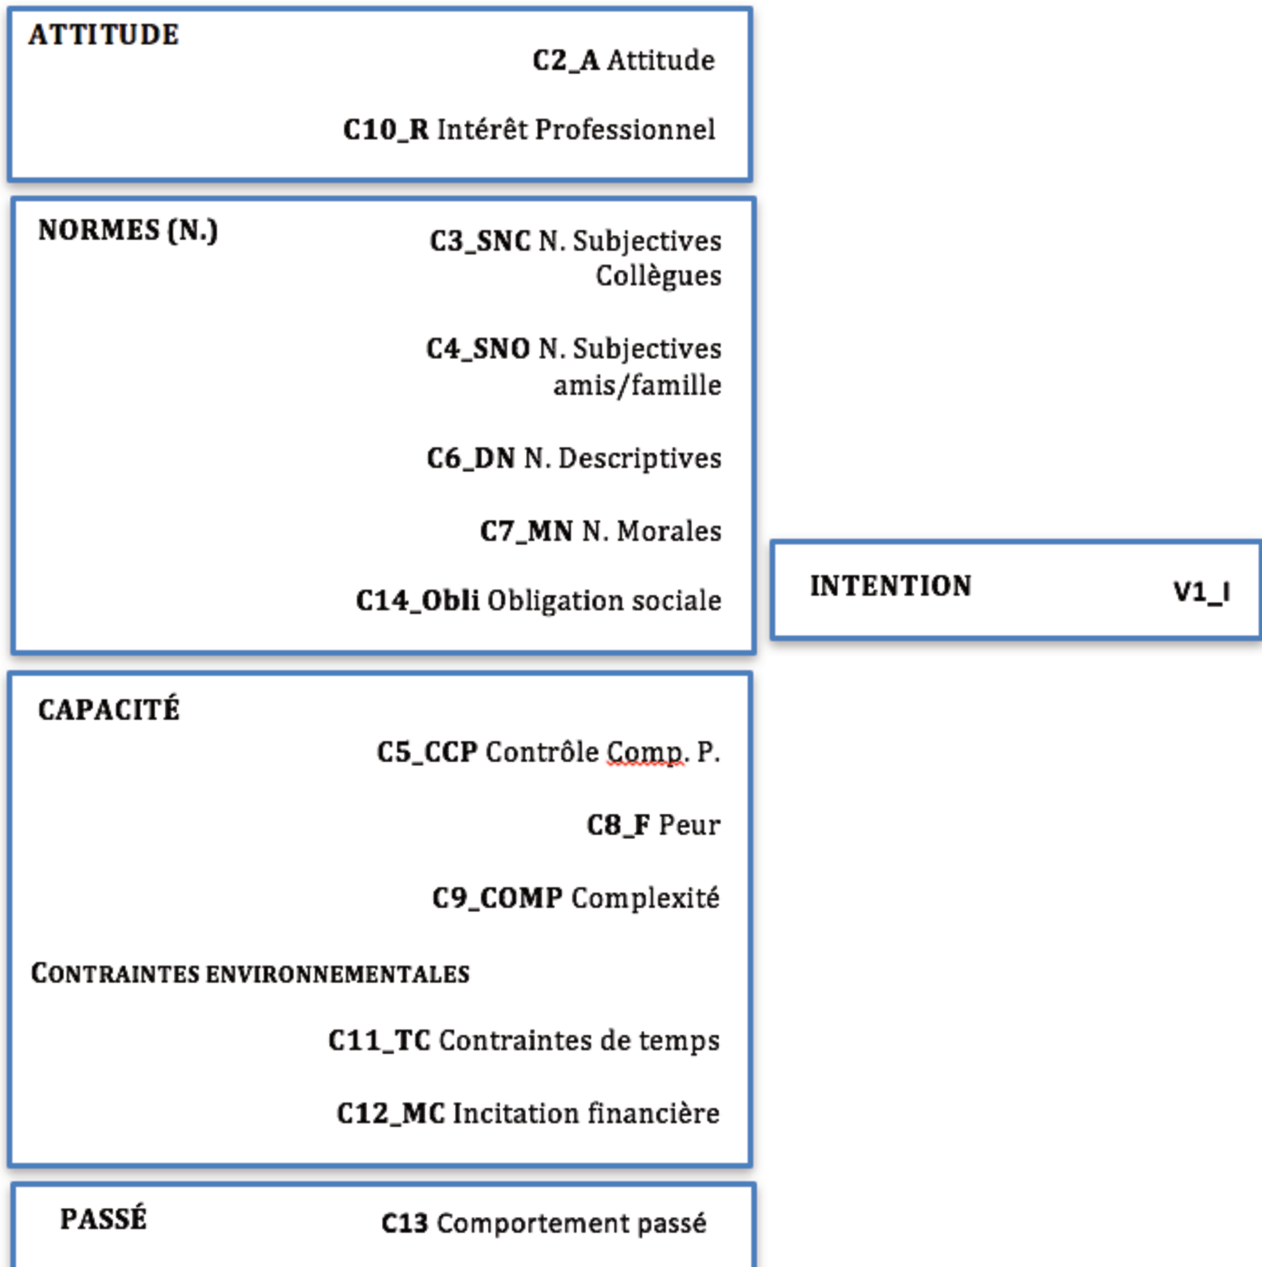 ATTITUDE
C2_A Attitude
C10_R Intérêt Professionnel
NORMES (N.)
C3_SNC N. Subjectives
Collègues
C4_SNO N. Subjectives
amis/famille
C6_DN N. Descriptives
C7_MN N. Morales
C14_Obli Obligation sociale
INTENTION V1_I
CAPACITÉ
C5_CCP Contrôle Comp. P.
C8_F Peur
C9_COMP Complexité
CONTRAINTES ENVIRONNEMENTALES
C11_TC Contraintes de temps
C12_MC Incitation financière
PASSÉ C13 Comportement passé